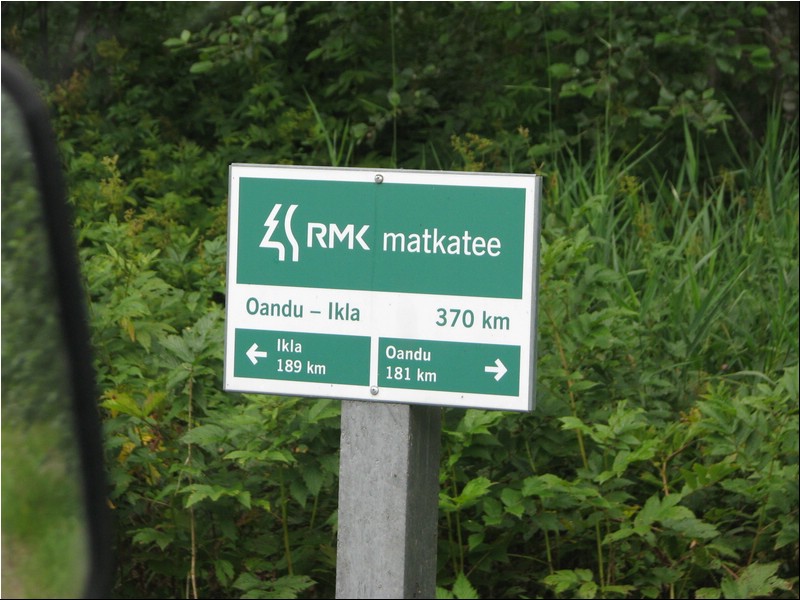 RMK matkatee
Oandu – Ikla 370 km
← Ikla
189 km
Oandu →
181 km